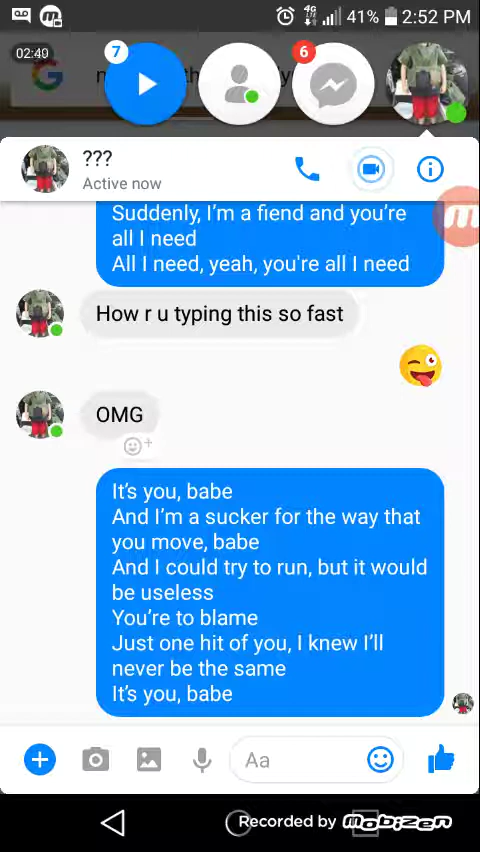 4G
41%
2:52 PM
02:40
7
6
???
Active now
Suddenly, I'm a fiend and you're
all I need
All I need, yeah, you're all I need
How r u typing this so fast
OMG
It's you, babe
And I'm a sucker for the way that
you move, babe
And I could try to run, but it would
be useless
You're to blame
Just one hit of you, I knew I'll
never be the same
It's you, babe
Aa
Recorded by mobizen